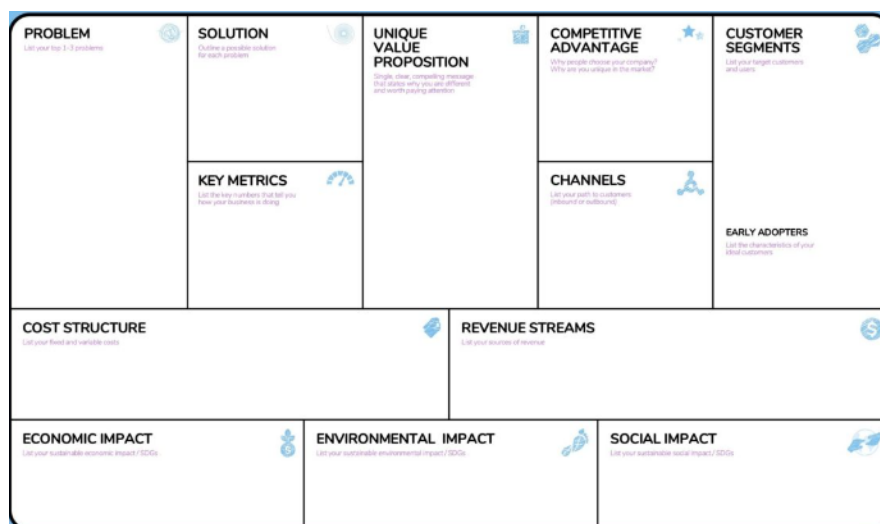 PROBLEM
List your top 1-3 problems
SOLUTION
Outline a possible solution
for each problem
UNIQUE
VALUE
PROPOSITION
Single, clear, compelling message
that states why you are different
and worth paying attention
COMPETITIVE
ADVANTAGE
Why people choose your company?
Why are you unique in the market?
CUSTOMER
SEGMENTS
List your target customers
and users
KEY METRICS
List the key numbers that tell you
how your business is doing
CHANNELS
List your path to customers
(inbound or outbound)
EARLY ADOPTERS
List the characteristics of your
ideal customers
COST STRUCTURE
List your fixed and variable costs
REVENUE STREAMS
List your sources of revenue
ECONOMIC IMPACT
List your sustainable economic impact / SDGs
ENVIRONMENTAL IMPACT
List your sustainable environmental impact / SDGs
SOCIAL IMPACT
List your sustainable social impact / SDGs